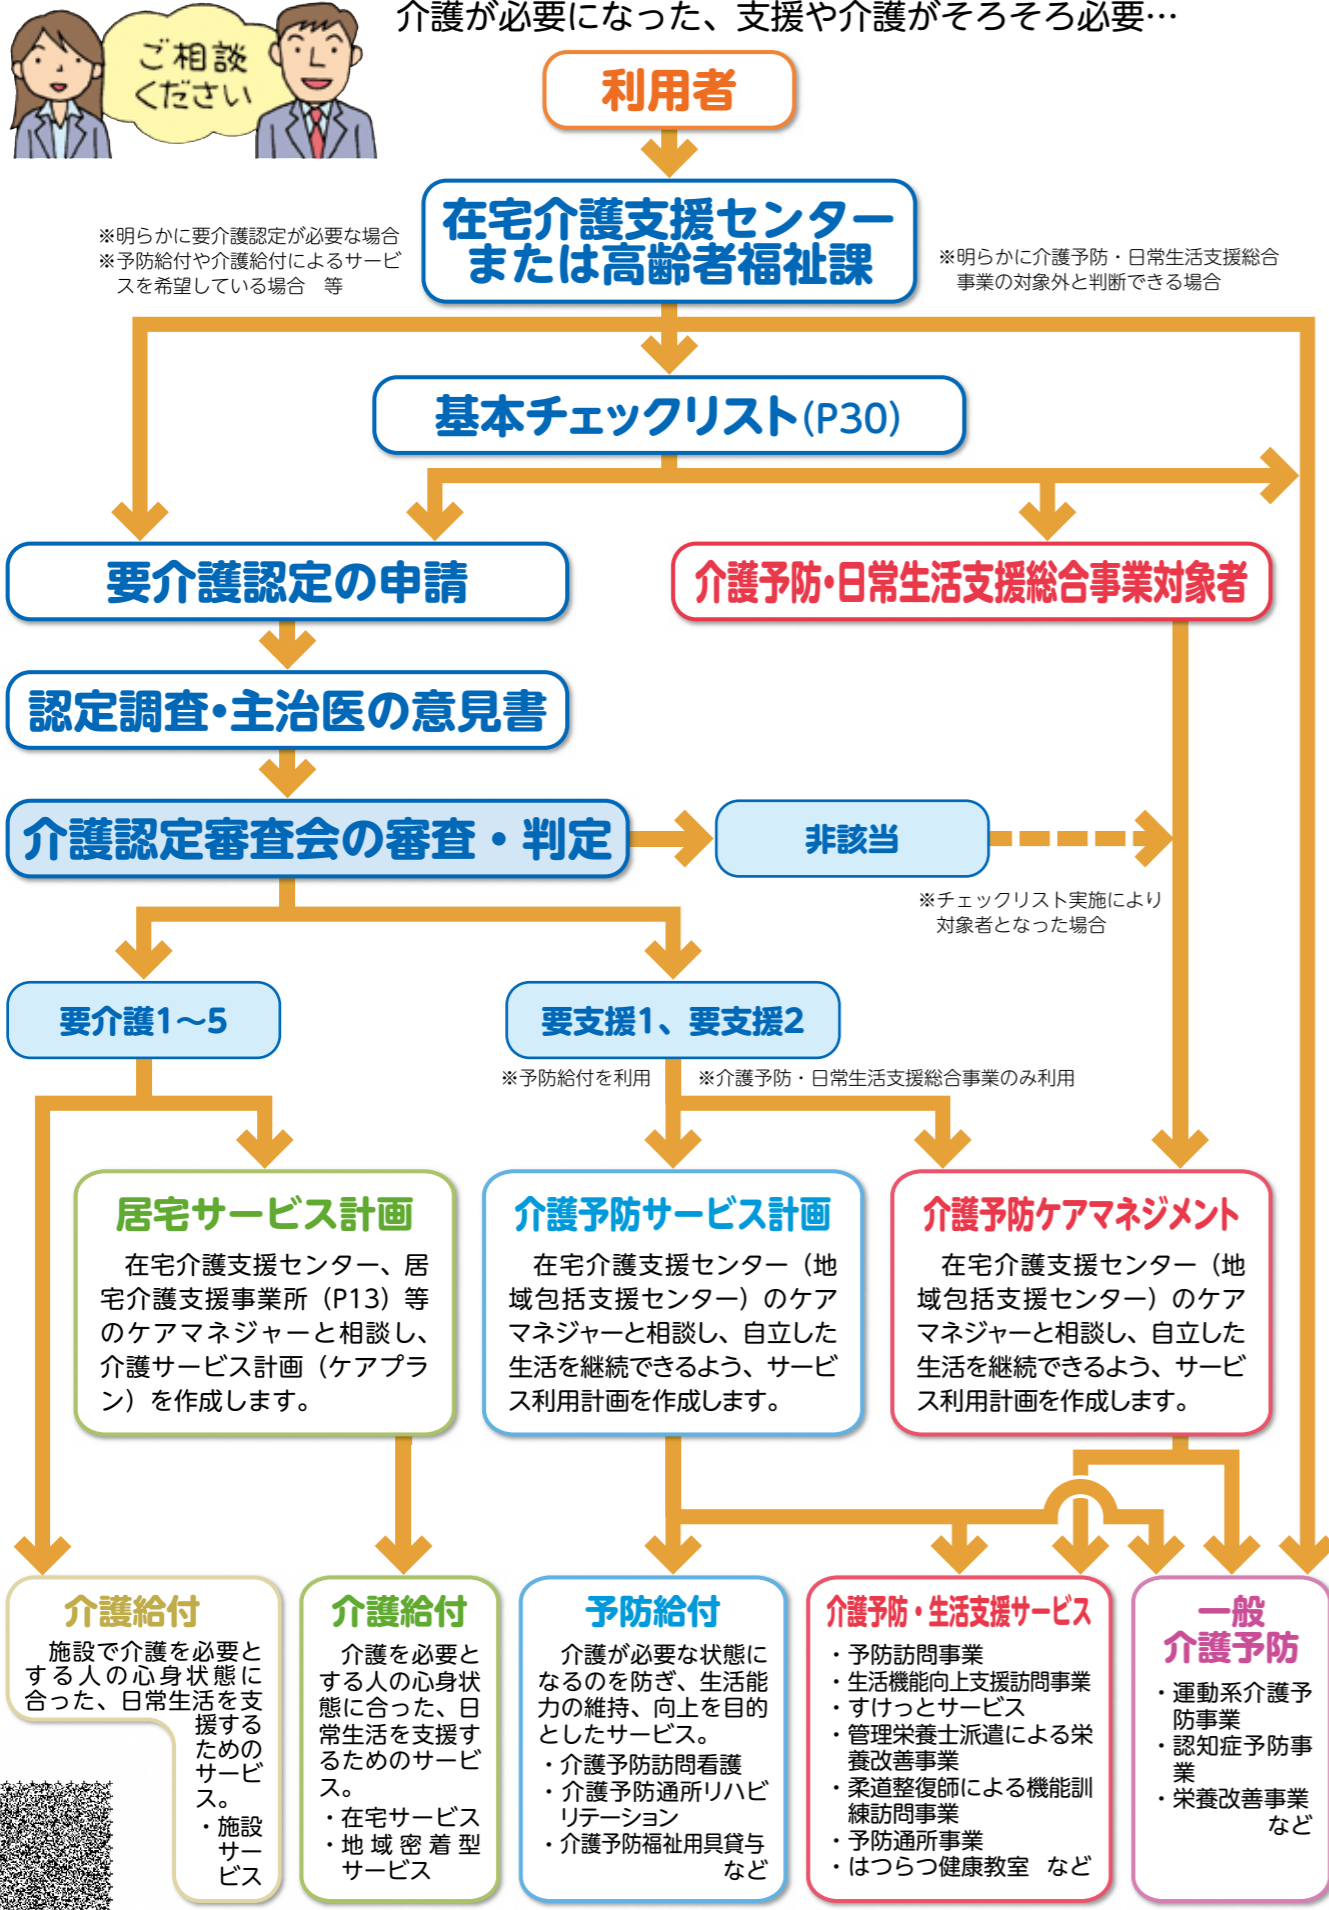 介護が必要になった、支援や介護がそろそろ必要…
ご相談
ください
利用者
在宅介護支援センター
または高齢者福祉課
※明らかに要介護認定が必要な場合
※予防給付や介護給付によるサービ
スを希望している場合　等
※明らかに介護予防・日常生活支援総合
事業の対象外と判断できる場合
基本チェックリスト(P30)
要介護認定の申請
介護予防・日常生活支援総合事業対象者
認定調査・主治医の意見書
介護認定審査会の審査・判定
非該当
※チェックリスト実施により
対象者となった場合
要介護1〜5
要支援1、要支援2
※予防給付を利用
※介護予防・日常生活支援総合事業のみ利用
居宅サービス計画
在宅介護支援センター、居
宅介護支援事業所（P13）等
のケアマネジャーと相談し、
介護サービス計画（ケアプラ
ン）を作成します。
介護予防サービス計画
在宅介護支援センター（地
域包括支援センター）のケア
マネジャーと相談し、自立した
生活を継続できるよう、サービ
ス利用計画を作成します。
介護予防ケアマネジメント
在宅介護支援センター（地
域包括支援センター）のケア
マネジャーと相談し、自立した
生活を継続できるよう、サービ
ス利用計画を作成します。
介護給付
施設で介護を必要と
する人の心身状態に
合った、日常生活を支
援する
ための
サービ
ス。
・施設
サー
ビス
介護給付
介護を必要と
する人の心身状
態に合った、日
常生活を支援す
るためのサービ
ス。
・在宅サービス
・地域密着型
サービス
予防給付
介護が必要な状態に
なるのを防ぎ、生活能
力の維持、向上を目的
としたサービス。
・介護予防訪問看護
・介護予防通所リハビ
リテーション
・介護予防福祉用具貸与
など
介護予防・生活支援サービス
・予防訪問事業
・生活機能向上支援訪問事業
・すけっとサービス
・管理栄養士派遣による栄
養改善事業
・柔道整復師による機能訓
練訪問事業
・予防通所事業
・はつらつ健康教室　など
一般
介護予防
・運動系介護予
防事業
・認知症予防事
業
・栄養改善事業
など